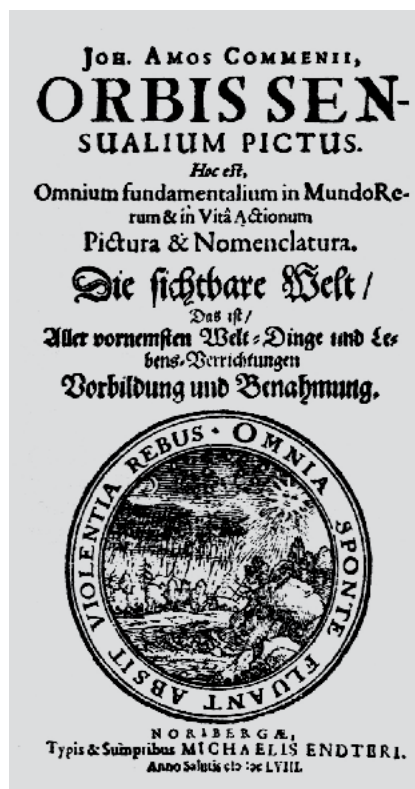 JOH. AMOS COMMENII,
ORBIS SEN-
SUALIUM PICTUS.
Hoc est,
Omnium fundamentalium in Mundo Re-
rum & in Vitâ Actionum
Pictura & Nomenclatura.
Die sichtbare Welt /
Das ist /
Aller vornemsten Welt-Dinge und Le-
bens-Verrichtungen
Vorbildung und Benahmung.
OMNIA SPONTE FLUANT ABSIT VIOLENTIA REBUS ·
NORIBERGÆ,
Typis & Sumptibus MICHAELIS ENDTERI.
Anno Salutis LVIII.